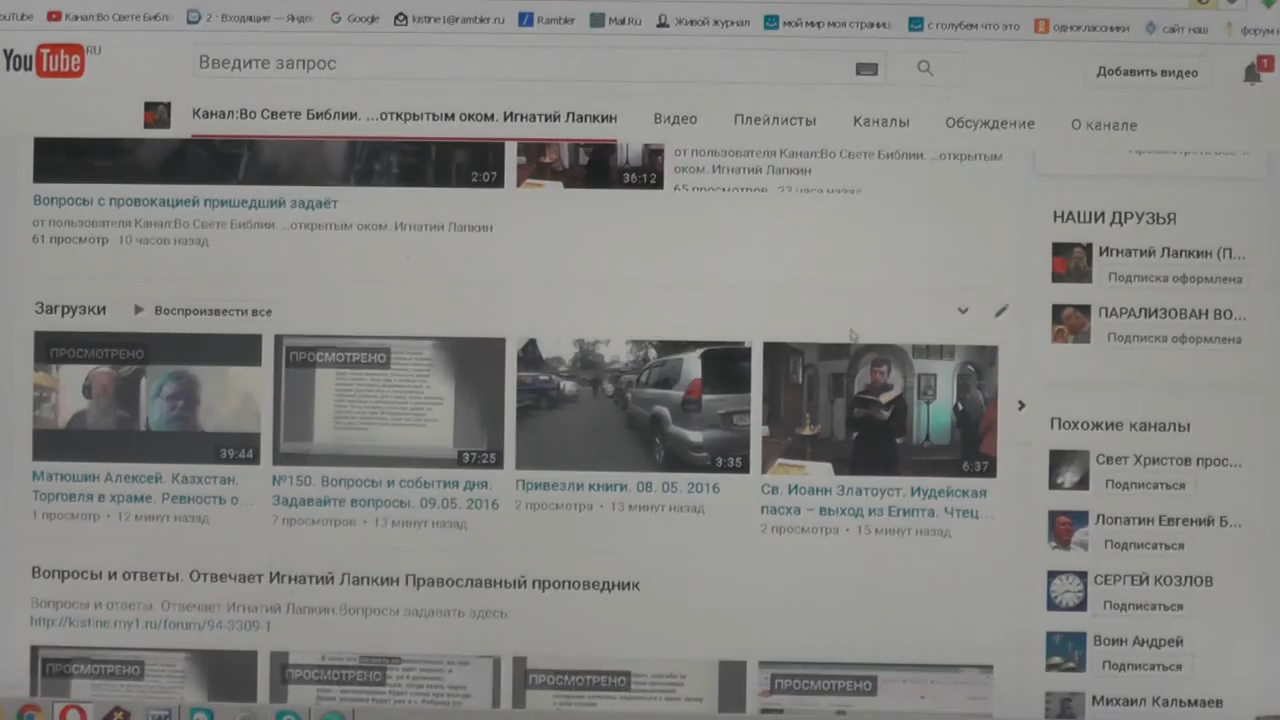 ouTube
Канал:Во Свете Библ
2 · Входящие — Янде
Google
kistine1@rambler.ru
Rambler
Mail.Ru
Живой журнал
мой мир моя страниц
с голубем что это
одноклассники
сайт наш
форум
YouTube RU
Введите запрос
Добавить видео
1
Канал:Во Свете Библии. ...открытым оком. Игнатий Лапкин
Видео
Плейлисты
Каналы
Обсуждение
О канале
2:07
36:12
от пользователя Канал:Во Свете Библии. ...открытым
оком. Игнатий Лапкин
65 просмотров 23 часа назад
Вопросы с провокацией пришедший задаёт
от пользователя Канал:Во Свете Библии. ...открытым оком. Игнатий Лапкин
61 просмотр 10 часов назад
НАШИ ДРУЗЬЯ
Игнатий Лапкин (П...
Подписка оформлена
ПАРАЛИЗОВАН ВО...
Подписка оформлена
Загрузки
Воспроизвести все
ПРОСМОТРЕНО
39:44
Матюшин Алексей. Казхстан.
Торговля в храме. Ревность о...
1 просмотр • 12 минут назад
ПРОСМОТРЕНО
37:25
№150. Вопросы и события дня.
Задавайте вопросы. 09.05. 2016
7 просмотров • 13 минут назад
3:35
Привезли книги. 08. 05. 2016
2 просмотра • 13 минут назад
6:37
Св. Иоанн Златоуст. Иудейская
пасха – выход из Египта. Чтец...
2 просмотра • 15 минут назад
Похожие каналы
Свет Христов прос...
Подписаться
Лопатин Евгений Б...
Подписаться
СЕРГЕЙ КОЗЛОВ
Подписаться
Воин Андрей
Подписаться
Михаил Кальмаев
Вопросы и ответы. Отвечает Игнатий Лапкин Православный проповедник
Вопросы и ответы. Отвечает Игнатий Лапкин.Вопросы задавать здесь:
http://kistine.my1.ru/forum/94-3309-1
ПРОСМОТРЕНО
ПРОСМОТРЕНО
ПРОСМОТРЕНО
ПРОСМОТРЕНО